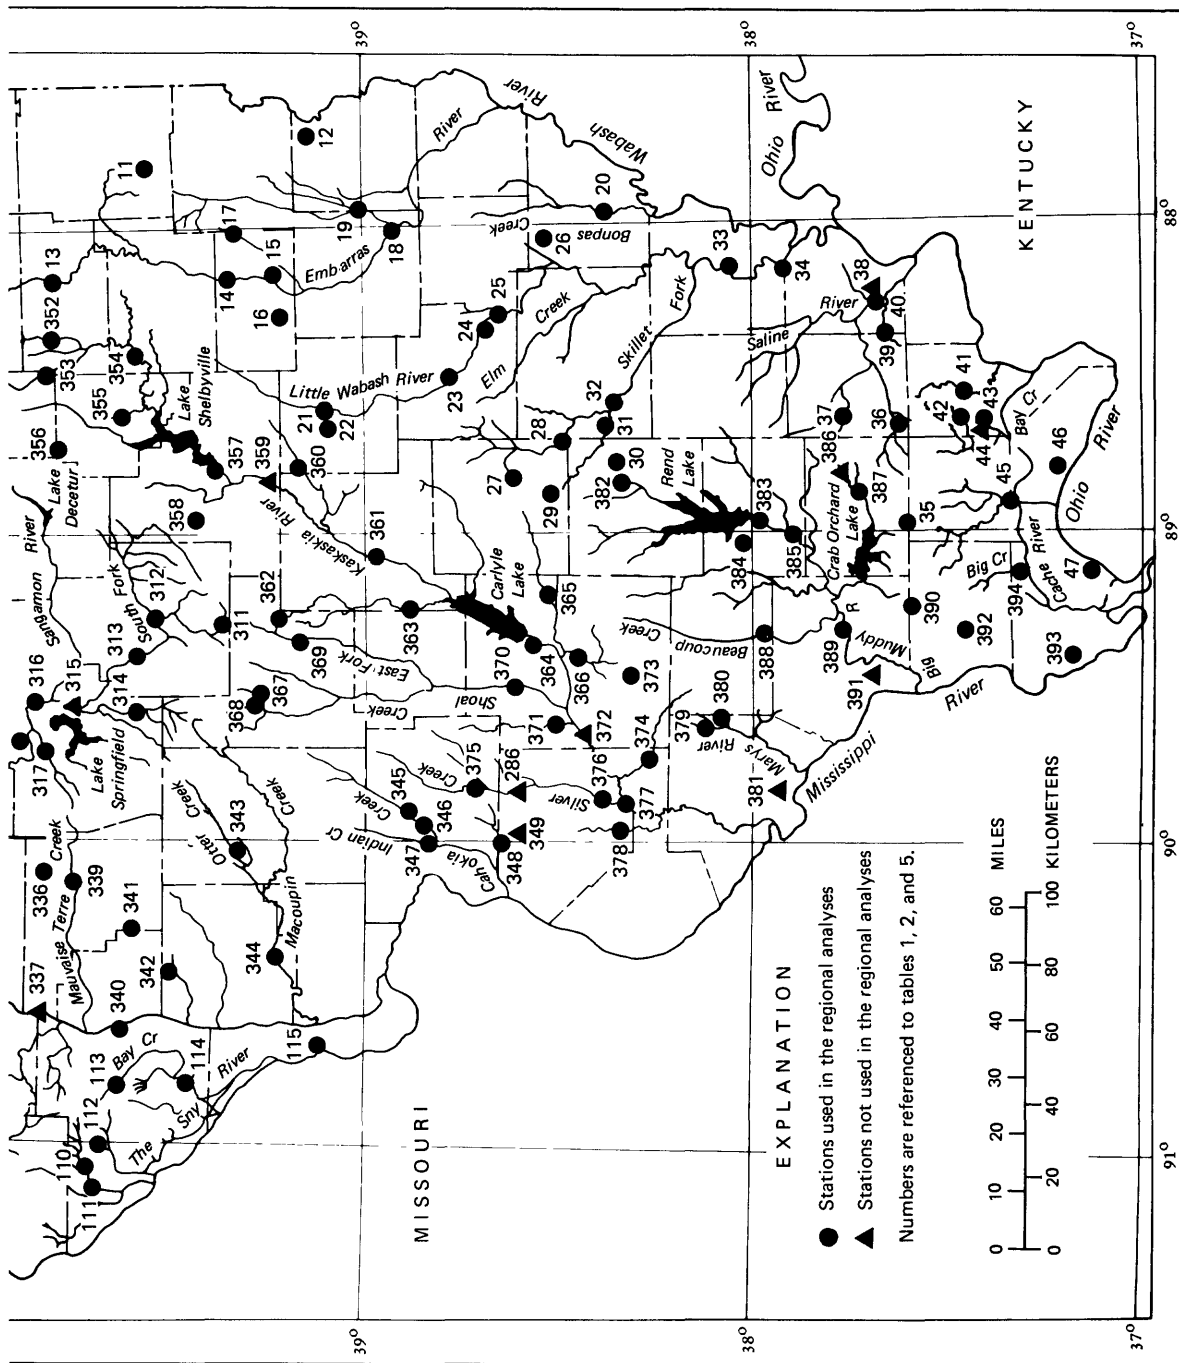 39°
38°
37°
88°
89°
90°
91°
39°
38°
37°
MISSOURI
KENTUCKY
EXPLANATION
Stations used in the regional analyses
Stations not used in the regional analyses
Numbers are referenced to tables 1, 2, and 5.
0 10 20 30 40 50 60 MILES
0 20 40 60 80 100 KILOMETERS
Sangamon River
Lake Decetur
South Fork
Lake Springfield
Mauvaise Terre Creek
Otter Creek
Macoupin Creek
Bay Cr
The Sny
River
Indian Cr
Cahokia Creek
Silver Creek
Shoal Creek
East Fork
Kaskaskia River
Lake Shelbyville
Carlyle Lake
Little Wabash River
Embarras River
Wabash River
Bonpas Creek
Elm Creek
Skillet Fork
Rend Lake
Beaucoup Creek
Crab Orchard Lake
Big Muddy R
Marys River
Mississippi River
Saline River
Bay Cr
Big Cr
Cache River
Ohio River
Ohio River
11
12
13
14
15
16
17
18
19
20
21
22
23
24
25
26
27
28
29
30
31
32
33
34
35
36
37
38
39
40
41
42
43
44
45
46
47
110
111
112
113
114
115
286
311
312
313
314
315
316
317
336
337
339
340
341
342
343
344
345
346
347
348
349
352
353
354
355
356
357
358
359
360
361
362
363
364
365
366
367
368
369
370
371
372
373
374
375
376
377
378
379
380
381
382
383
384
385
386
387
388
389
390
391
392
393
394